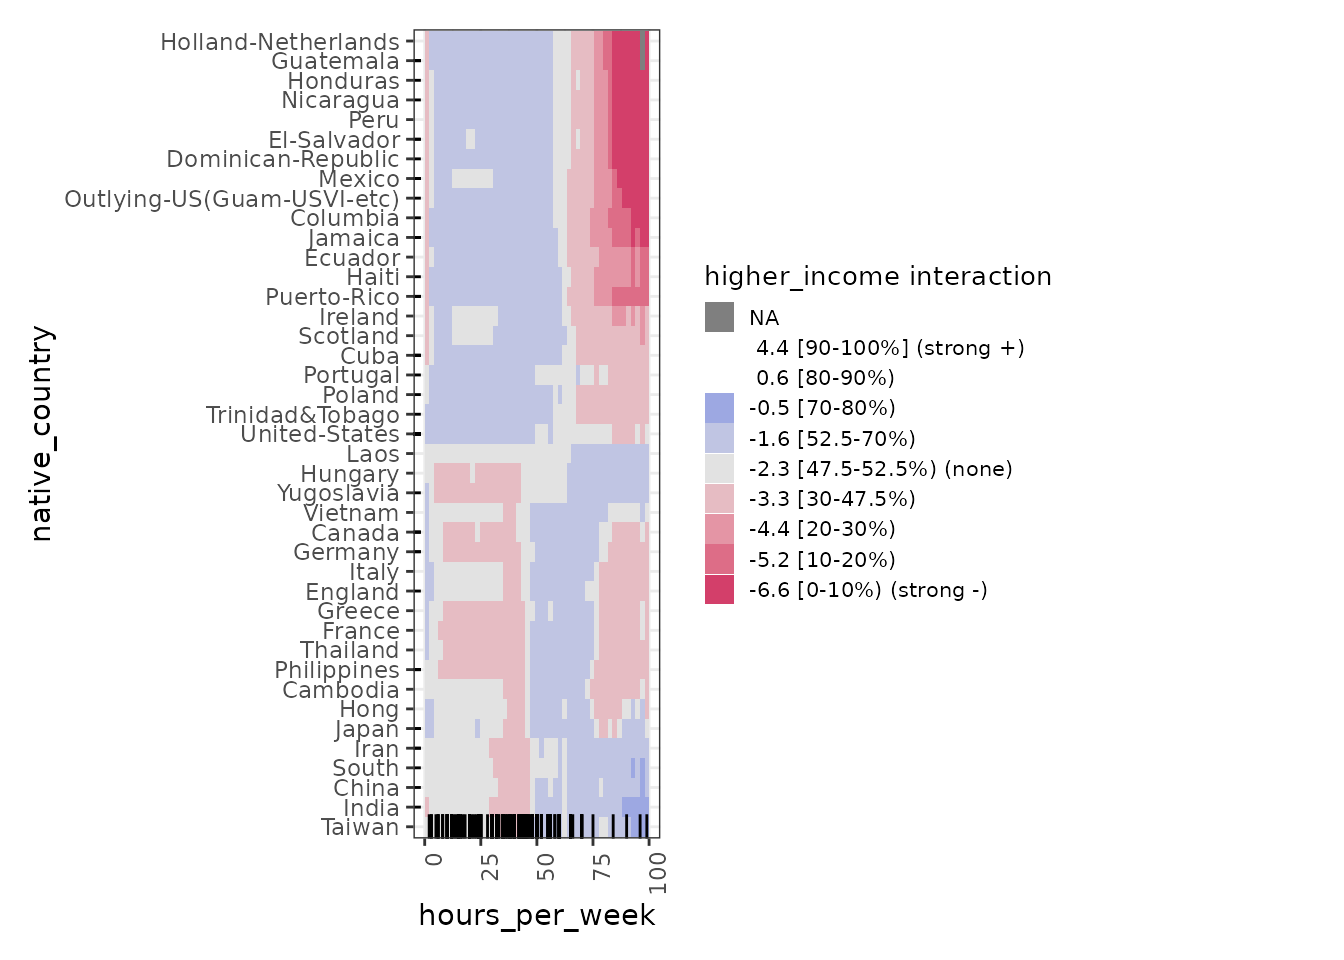 Holland-Netherlands
Guatemala
Honduras
Nicaragua
Peru
El-Salvador
Dominican-Republic
Mexico
Outlying-US(Guam-USVI-etc)
Columbia
Jamaica
Ecuador
Haiti
Puerto-Rico
Ireland
Scotland
Cuba
Portugal
Poland
Trinidad&Tobago
United-States
Laos
Hungary
Yugoslavia
Vietnam
Canada
Germany
Italy
England
Greece
France
Thailand
Philippines
Cambodia
Hong
Japan
Iran
South
China
India
Taiwan
native_country
0
25
50
75
100
hours_per_week
higher_income interaction
NA
4.4 [90-100%] (strong +)
0.6 [80-90%)
-0.5 [70-80%)
-1.6 [52.5-70%)
-2.3 [47.5-52.5%) (none)
-3.3 [30-47.5%)
-4.4 [20-30%)
-5.2 [10-20%)
-6.6 [0-10%) (strong -)